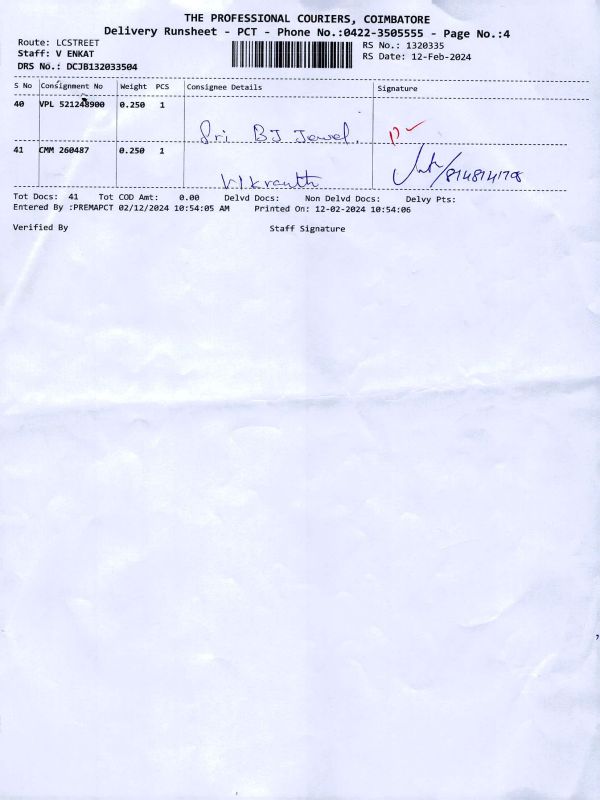 THE PROFESSIONAL COURIERS, COIMBATORE
Delivery Runsheet - PCT - Phone No.:0422-3505555 - Page No.:4
Route: LCSTREET
Staff: V ENKAT
DRS No.: DCJB132033504
RS No.: 1320335
RS Date: 12-Feb-2024
S No Consignment No Weight PCS Consignee Details Signature
40 VPL 521248900 0.250 1
Sri BJ Jewel.
41 CMM 260487 0.250 1
Vikranth
Tot Docs: 41 Tot COD Amt: 0.00 Delvd Docs: Non Delvd Docs: Delvy Pts:
Entered By :PREMAPCT 02/12/2024 10:54:05 AM Printed On: 12-02-2024 10:54:06
Verified By Staff Signature